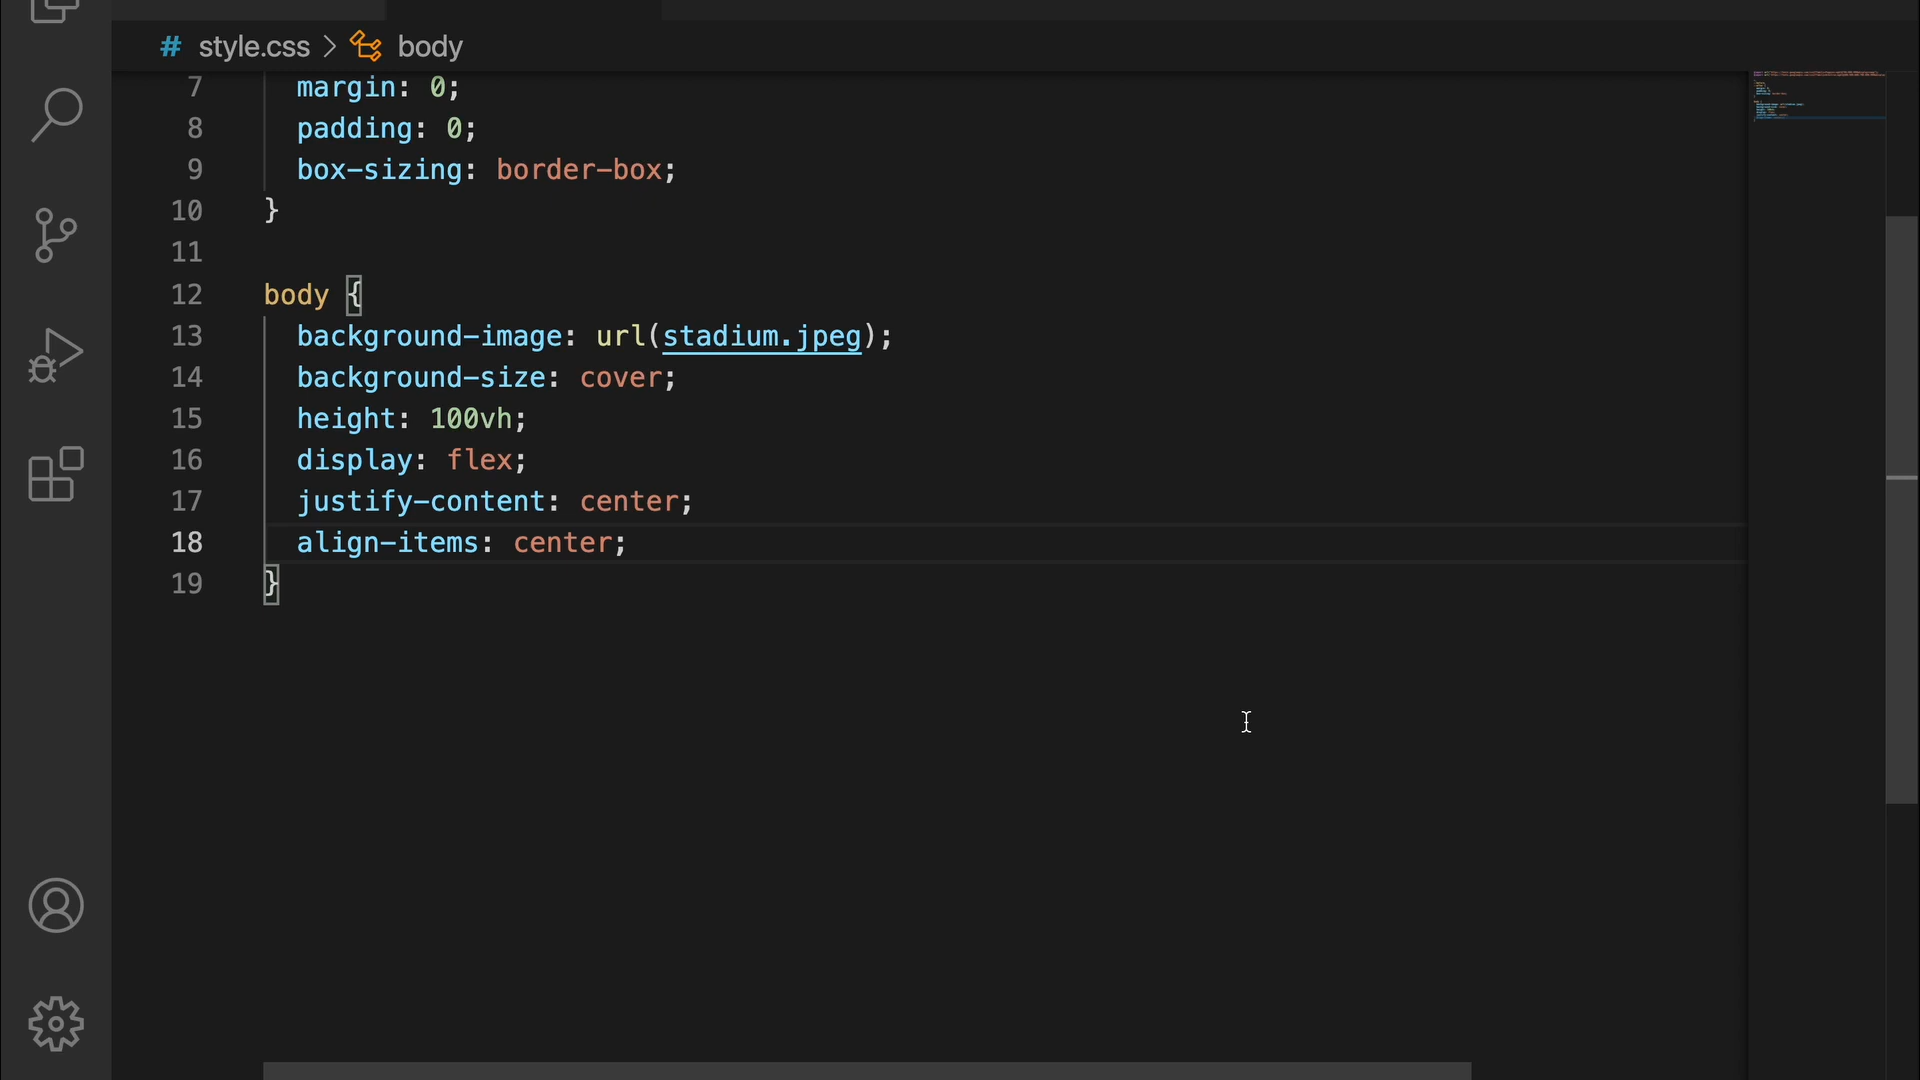 # style.css > body
7 margin: 0;
8 padding: 0;
9 box-sizing: border-box;
10 }
11
12 body {
13 background-image: url(stadium.jpeg);
14 background-size: cover;
15 height: 100vh;
16 display: flex;
17 justify-content: center;
18 align-items: center;
19 }